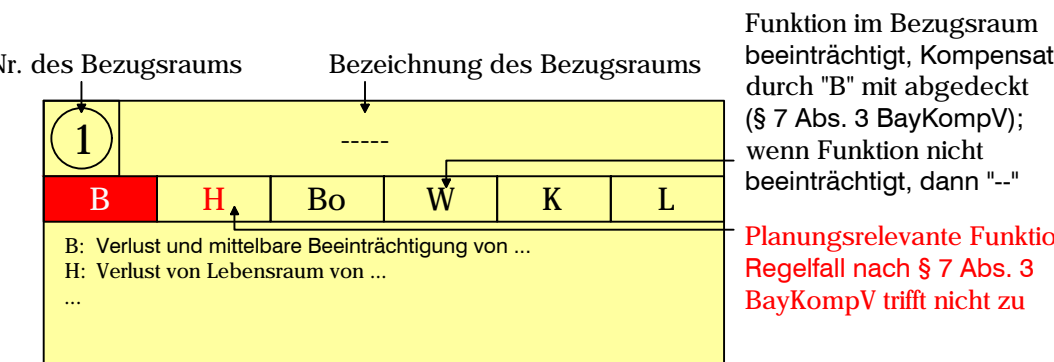 Nr. des Bezugsraums
Bezeichnung des Bezugsraums
1
-----
B H Bo W K L
B: Verlust und mittelbare Beeinträchtigung von ...
H: Verlust von Lebensraum von ...
...
Funktion im Bezugsraum
beeinträchtigt, Kompensat
durch "B" mit abgedeckt
(§ 7 Abs. 3 BayKompV);
wenn Funktion nicht
beeinträchtigt, dann "--"
Planungsrelevante Funktio
Regelfall nach § 7 Abs. 3
BayKompV trifft nicht zu